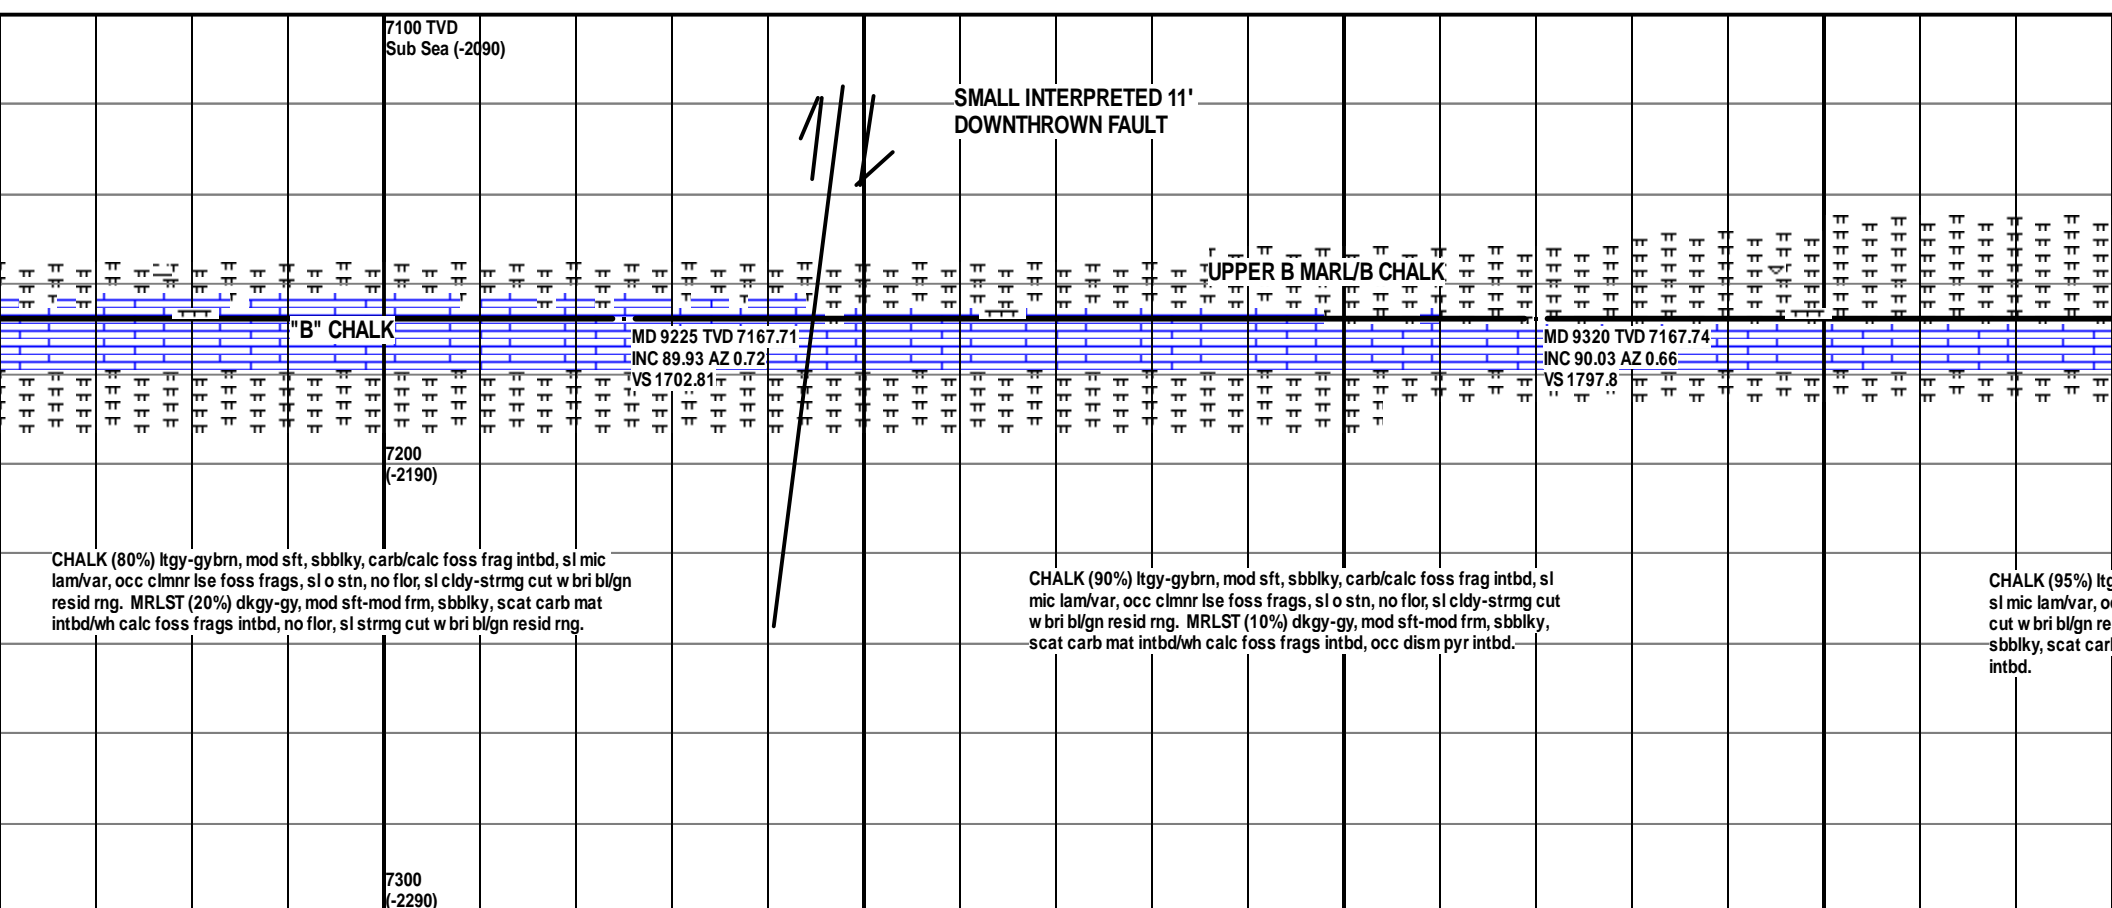 7100 TVD
Sub Sea (-2090)
SMALL INTERPRETED 11'
DOWNTHROWN FAULT
UPPER B MARL/B CHALK
"B" CHALK
MD 9225 TVD 7167.71
INC 89.93 AZ 0.72
VS 1702.81
MD 9320 TVD 7167.74
INC 90.03 AZ 0.66
VS 1797.8
7200
(-2190)
CHALK (80%) ltgy-gybrn, mod sft, sbblky, carb/calc foss frag intbd, sl mic
lam/var, occ clmnr lse foss frags, sl o stn, no flor, sl cldy-strmg cut w bri bl/gn
resid rng. MRLST (20%) dkgy-gy, mod sft-mod frm, sbblky, scat carb mat
intbd/wh calc foss frags intbd, no flor, sl strmg cut w bri bl/gn resid rng.
CHALK (90%) ltgy-gybrn, mod sft, sbblky, carb/calc foss frag intbd, sl
mic lam/var, occ clmnr lse foss frags, sl o stn, no flor, sl cldy-strmg cut
w bri bl/gn resid rng. MRLST (10%) dkgy-gy, mod sft-mod frm, sbblky,
scat carb mat intbd/wh calc foss frags intbd, occ dism pyr intbd.
CHALK (95%)
sl mic lam/var,
cut w bri bl/gn
sbblky, scat
intbd.
7300
(-2290)